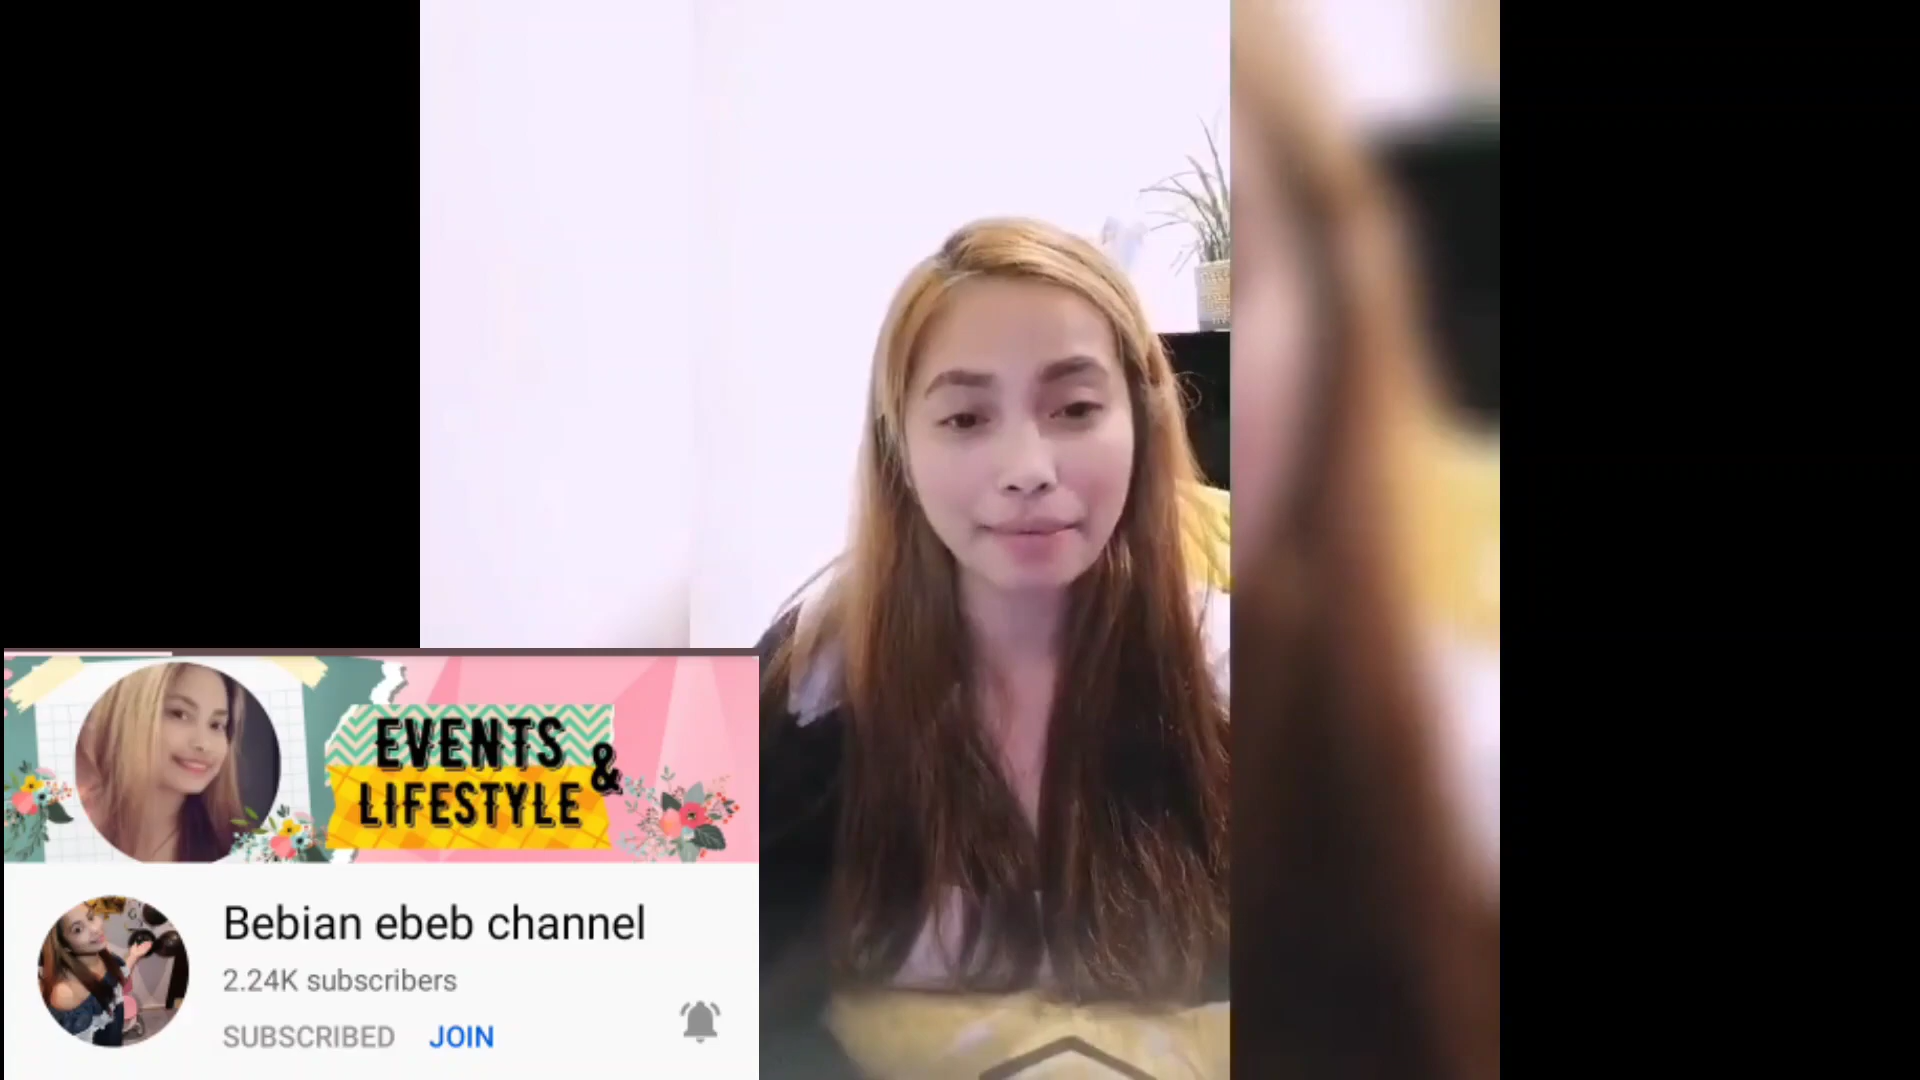 EVENTS
&
LIFESTYLE
Bebian ebeb channel
2.24K subscribers
SUBSCRIBED JOIN